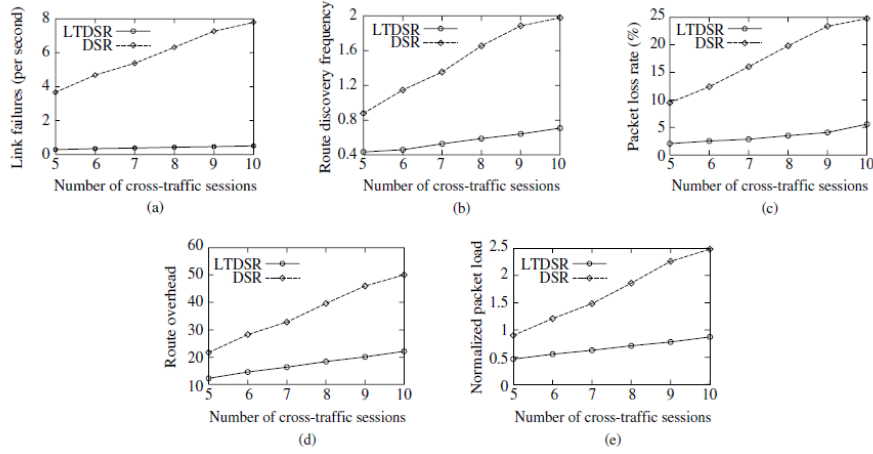 8
6
4
2
0
Link failures (per second)
LTDSR
DSR
5 6 7 8 9 10
Number of cross-traffic sessions
(a)
2
1.6
1.2
0.8
0.4
Route discovery frequency
LTDSR
DSR
5 6 7 8 9 10
Number of cross-traffic sessions
(b)
25
20
15
10
5
0
Packet loss rate (%)
LTDSR
DSR
5 6 7 8 9 10
Number of cross-traffic sessions
(c)
60
50
40
30
20
10
Route overhead
LTDSR
DSR
5 6 7 8 9 10
Number of cross-traffic sessions
(d)
2.5
2
1.5
1
0.5
0
Normalized packet load
LTDSR
DSR
5 6 7 8 9 10
Number of cross-traffic sessions
(e)